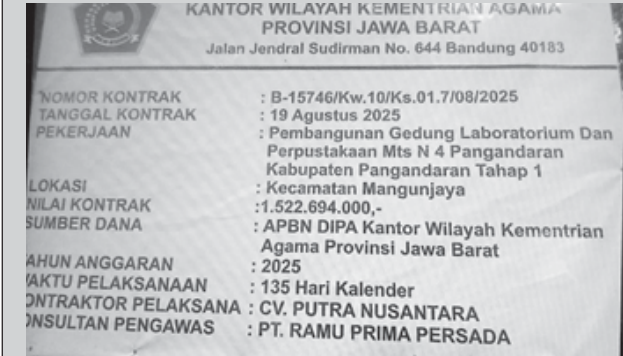 KANTOR WILAYAH KEMENTRIAN AGAMA
PROVINSI JAWA BARAT
Jalan Jendral Sudirman No. 644 Bandung 40183
NOMOR KONTRAK : B-15746/Kw.10/Ks.01.7/08/2025
TANGGAL KONTRAK : 19 Agustus 2025
PEKERJAAN : Pembangunan Gedung Laboratorium Dan
Perpustakaan Mts N 4 Pangandaran
Kabupaten Pangandaran Tahap 1
LOKASI : Kecamatan Mangunjaya
NILAI KONTRAK :1.522.694.000,-
SUMBER DANA : APBN DIPA Kantor Wilayah Kementrian
Agama Provinsi Jawa Barat
AHUN ANGGARAN : 2025
AKTU PELAKSANAAN : 135 Hari Kalender
ONTRAKTOR PELAKSANA : CV. PUTRA NUSANTARA
ONSULTAN PENGAWAS : PT. RAMU PRIMA PERSADA